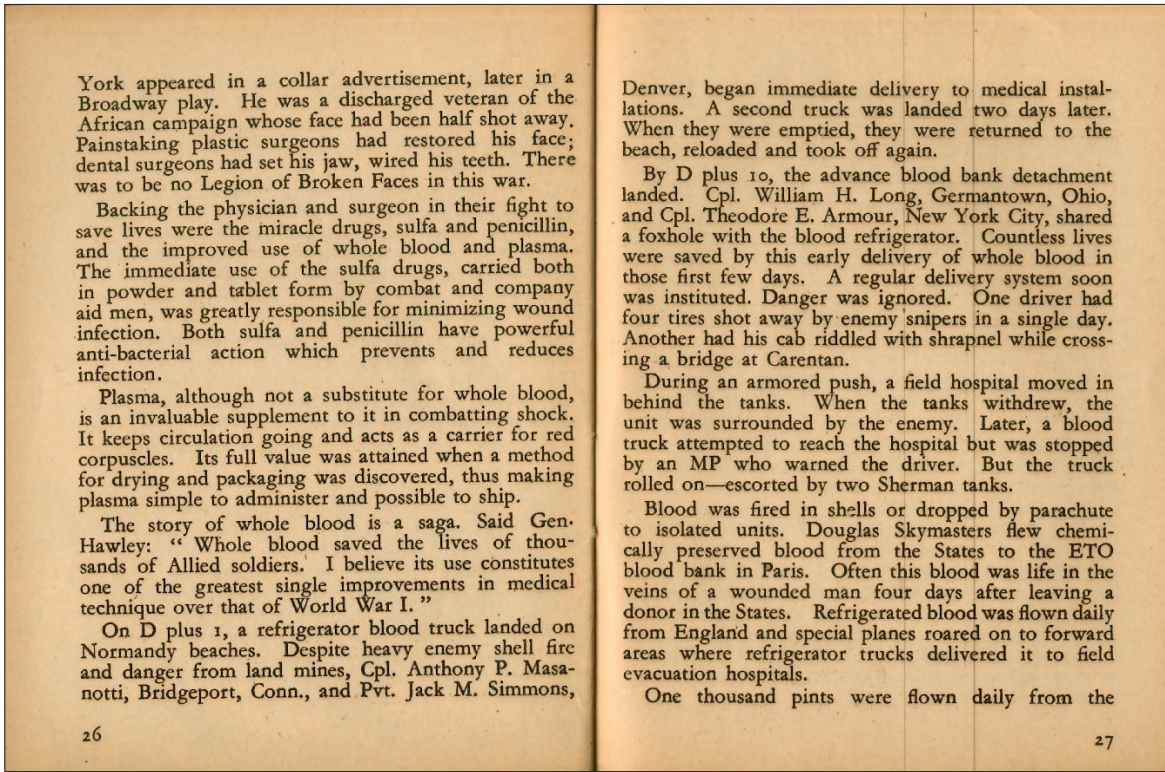 York appeared in a collar advertisement, later in a
Broadway play. He was a discharged veteran of the
African campaign whose face had been half shot away.
Painstaking plastic surgeons had restored his face;
dental surgeons had set his jaw, wired his teeth. There
was to be no Legion of Broken Faces in this war.
Backing the physician and surgeon in their fight to
save lives were the miracle drugs, sulfa and penicillin,
and the improved use of whole blood and plasma.
The immediate use of the sulfa drugs, carried both
in powder and tablet form by combat and company
aid men, was greatly responsible for minimizing wound
infection. Both sulfa and penicillin have powerful
anti-bacterial action which prevents and reduces
infection.
Plasma, although not a substitute for whole blood,
is an invaluable supplement to it in combatting shock.
It keeps circulation going and acts as a carrier for red
corpuscles. Its full value was attained when a method
for drying and packaging was discovered, thus making
plasma simple to administer and possible to ship.
The story of whole blood is a saga. Said Gen.
Hawley: “ Whole blood saved the lives of thou-
sands of Allied soldiers. I believe its use constitutes
one of the greatest single improvements in medical
technique over that of World War I. ”
On D plus 1, a refrigerator blood truck landed on
Normandy beaches. Despite heavy enemy shell fire
and danger from land mines, Cpl. Anthony P. Masa-
notti, Bridgeport, Conn., and Pvt. Jack M. Simmons,
26
Denver, began immediate delivery to medical instal-
lations. A second truck was landed two days later.
When they were emptied, they were returned to the
beach, reloaded and took off again.
By D plus 10, the advance blood bank detachment
landed. Cpl. William H. Long, Germantown, Ohio,
and Cpl. Theodore E. Armour, New York City, shared
a foxhole with the blood refrigerator. Countless lives
were saved by this early delivery of whole blood in
those first few days. A regular delivery system soon
was instituted. Danger was ignored. One driver had
four tires shot away by enemy snipers in a single day.
Another had his cab riddled with shrapnel while cross-
ing a bridge at Carentan.
During an armored push, a field hospital moved in
behind the tanks. When the tanks withdrew, the
unit was surrounded by the enemy. Later, a blood
truck attempted to reach the hospital but was stopped
by an MP who warned the driver. But the truck
rolled on—escorted by two Sherman tanks.
Blood was fired in shells or dropped by parachute
to isolated units. Douglas Skymasters flew chemi-
cally preserved blood from the States to the ETO
blood bank in Paris. Often this blood was life in the
veins of a wounded man four days after leaving a
donor in the States. Refrigerated blood was flown daily
from England and special planes roared on to forward
areas where refrigerator trucks delivered it to field
evacuation hospitals.
One thousand pints were flown daily from the
27